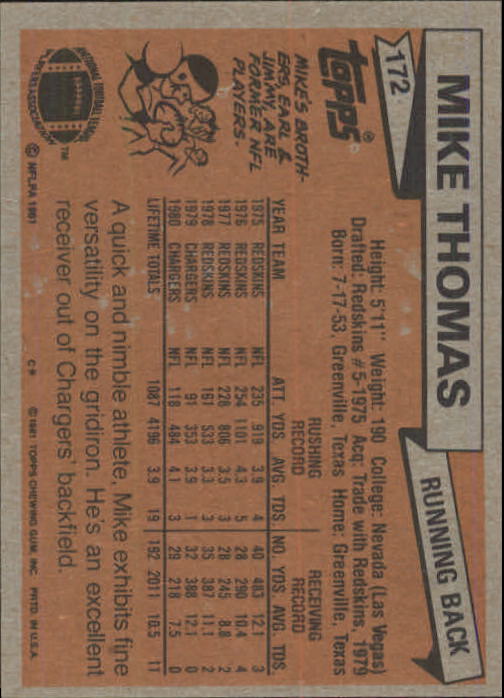 172
MIKE THOMAS
RUNNING BACK
topps®
Height: 5'11" Weight: 190 College: Nevada (Las Vegas)
Drafted: Redskins #5-1975 Acq: Trade with Redskins, 1979
Born: 7-17-53, Greenville, Texas Home: Greenville, Texas
MIKE'S BROTH-
ERS, EARL &
JIMMY, ARE
FORMER NFL
PLAYERS.
RUSHING RECEIVING
RECORD RECORD
YEAR TEAM ATT. YDS. AVG. TDS NO. YDS. AVG. TDS
1975 REDSKINS NFL 235 919 3.9 4 40 483 12.1 3
1976 REDSKINS NFL 254 1101 4.3 5 28 290 10.4 4
1977 REDSKINS NFL 228 806 3.5 3 28 245 8.8 2
1978 REDSKINS NFL 161 533 3.3 3 35 387 11.1 2
1979 CHARGERS NFL 91 353 3.9 1 32 388 12.1 0
1980 CHARGERS NFL 118 484 4.1 3 29 218 7.5 0
LIFETIME TOTALS 1087 4196 3.9 19 192 2011 10.5 11
A quick and nimble athlete, Mike exhibits fine
versatility on the gridiron. He's an excellent
receiver out of Chargers' backfield.
NATIONAL FOOTBALL LEAGUE
PLAYERS ASSOCIATION
TM
© NFLPA 1981
C* © 1981 TOPPS CHEWING GUM, INC. PRTD. IN U.S.A.